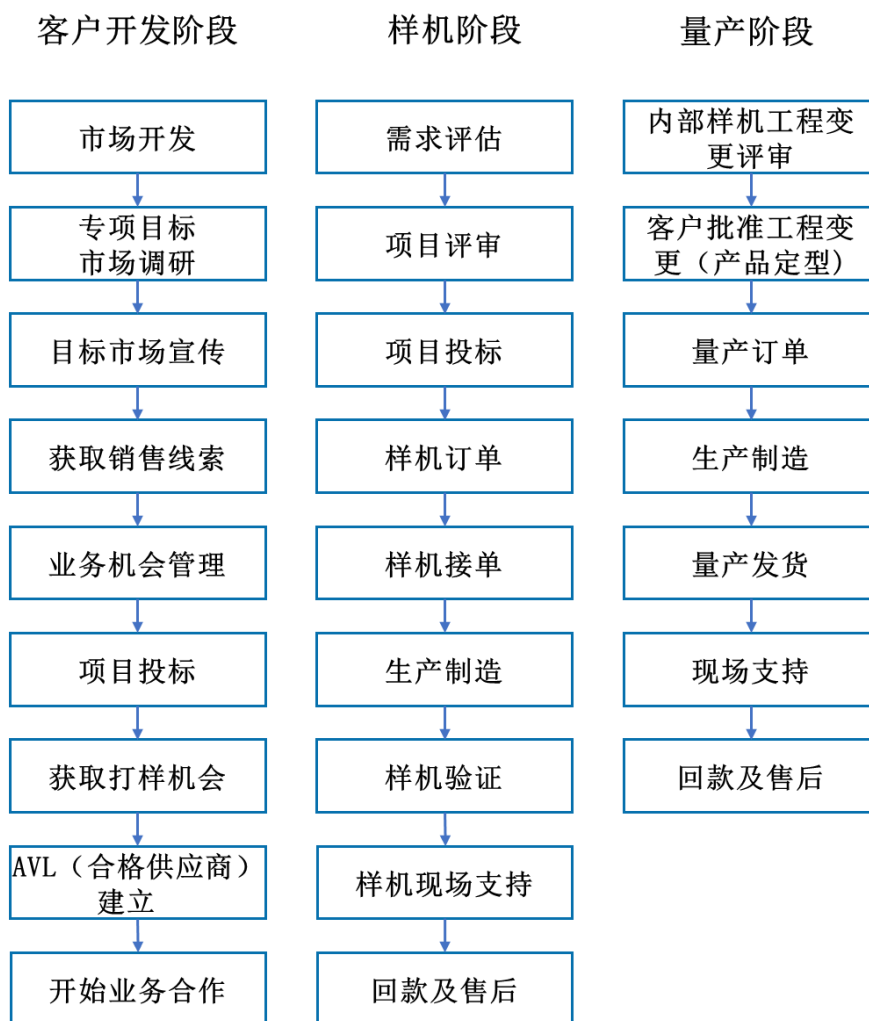 客户开发阶段
市场开发
专项目标
市场调研
目标市场宣传
获取销售线索
业务机会管理
项目投标
获取打样机会
AVL（合格供应商）
建立
开始业务合作
样机阶段
需求评估
项目评审
项目投标
样机订单
样机接单
生产制造
样机验证
样机现场支持
回款及售后
量产阶段
内部样机工程变
更评审
客户批准工程变
更（产品定型)
量产订单
生产制造
量产发货
现场支持
回款及售后